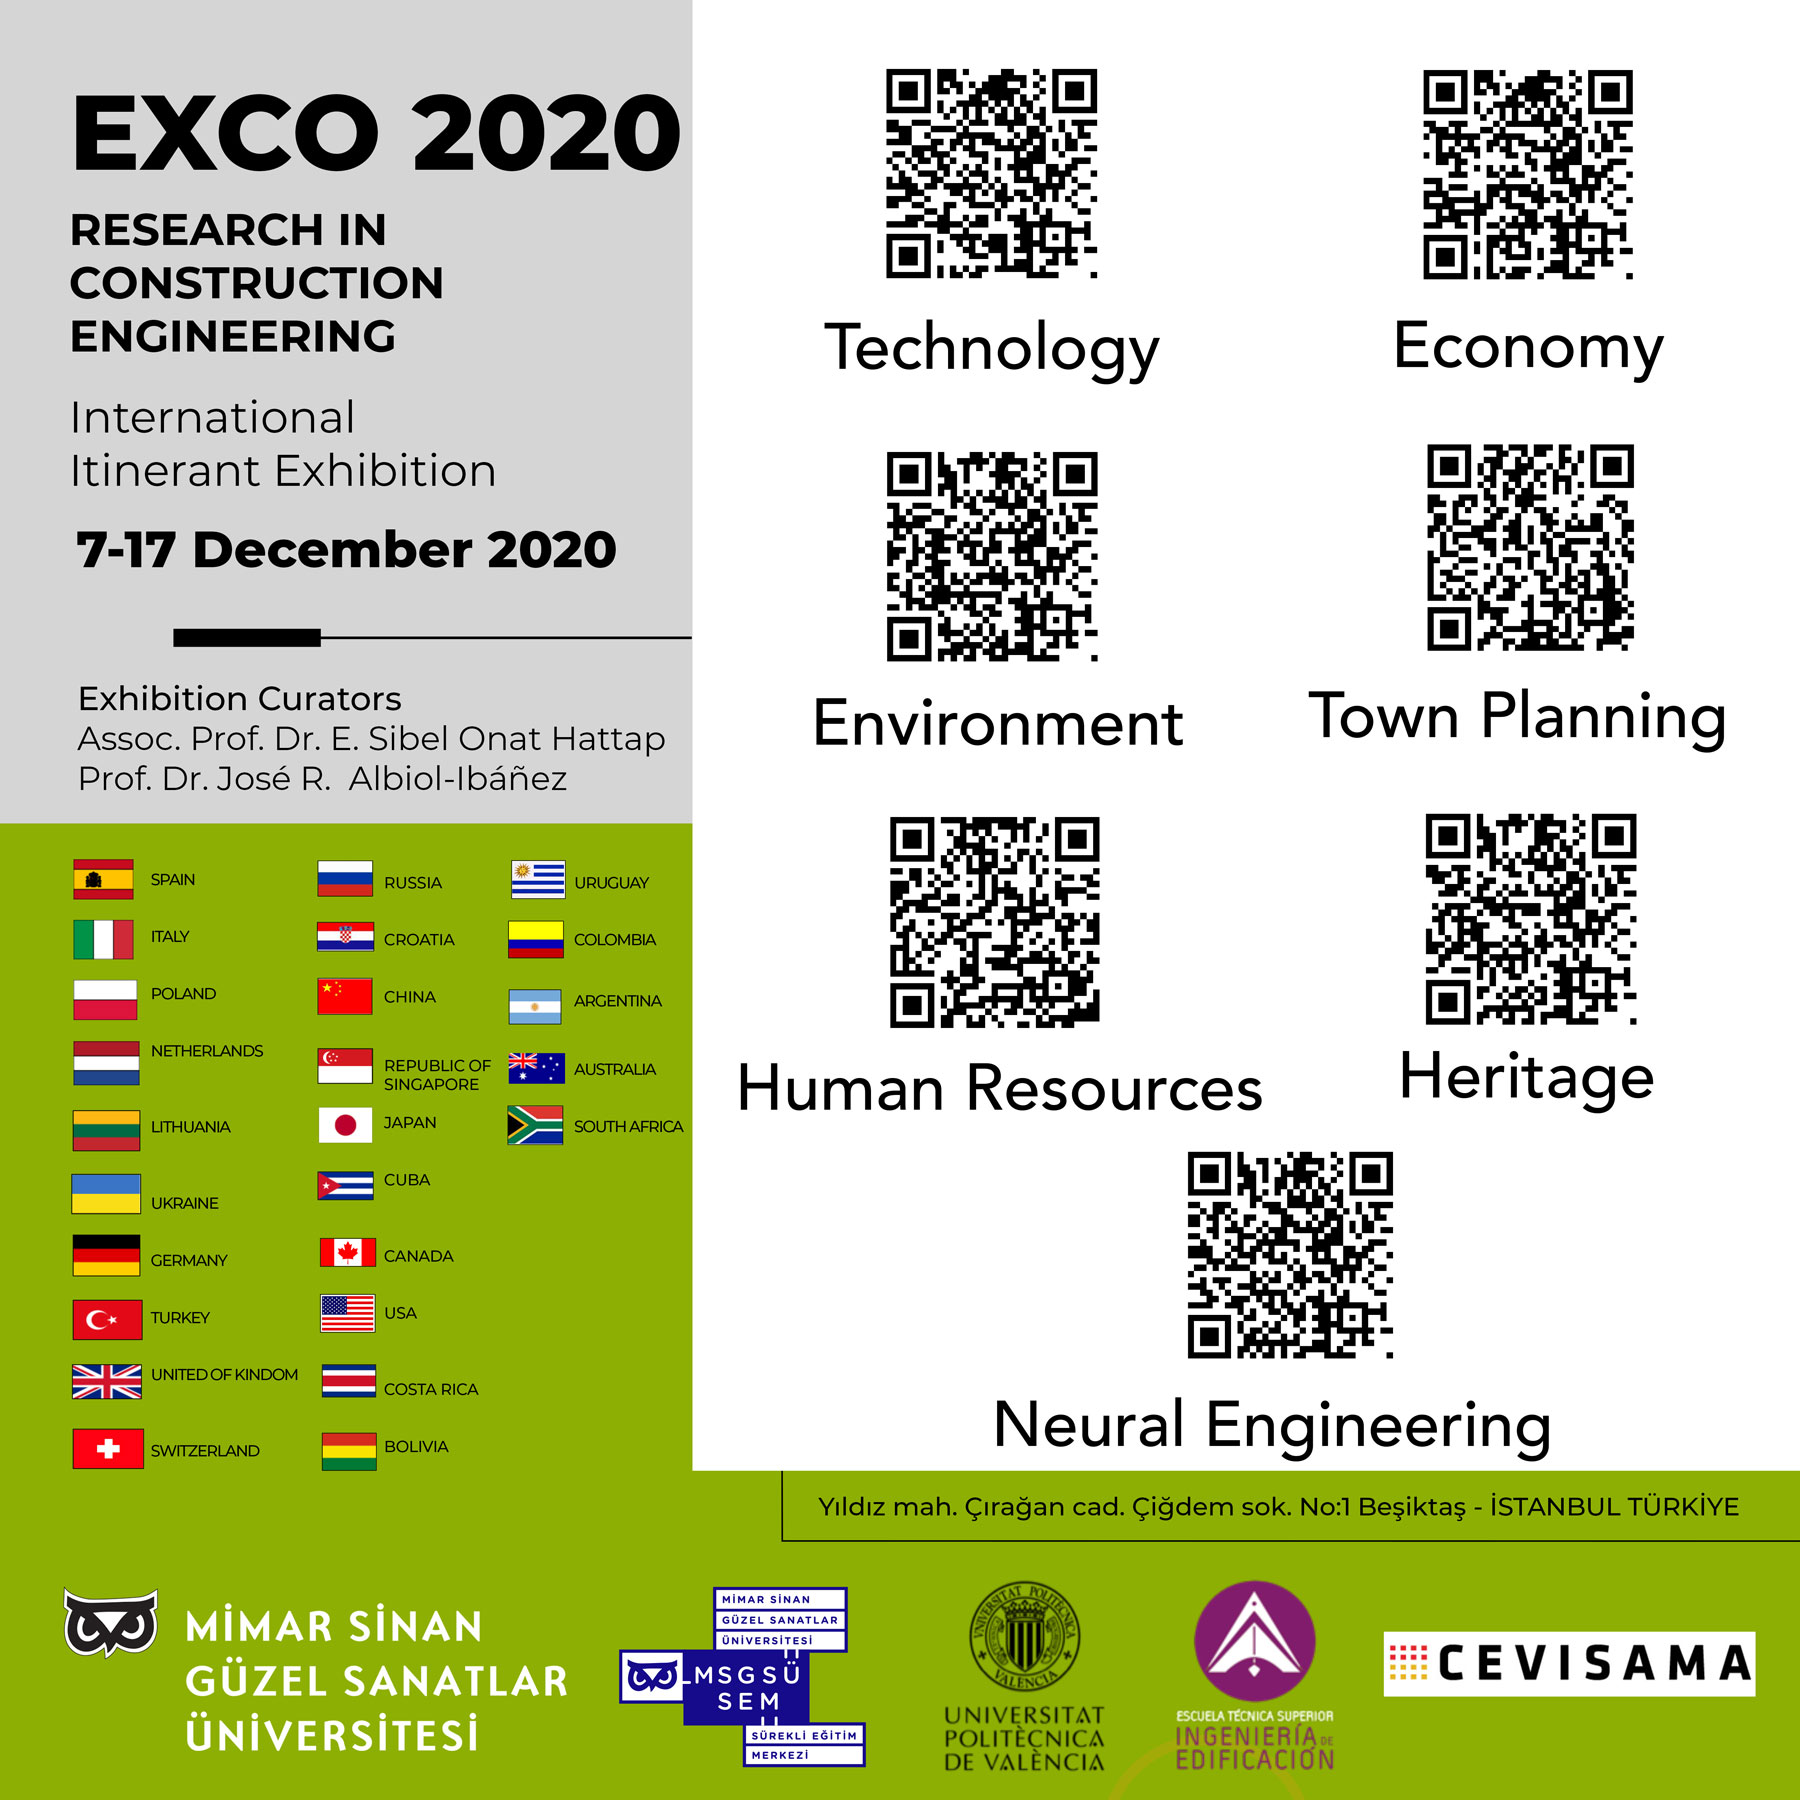 EXCO 2020
RESEARCH IN
CONSTRUCTION
ENGINEERING
International
Itinerant Exhibition
7-17 December 2020
Exhibition Curators
Assoc. Prof. Dr. E. Sibel Onat Hattap
Prof. Dr. José R. Albiol-Ibáñez
SPAIN
ITALY
POLAND
NETHERLANDS
LITHUANIA
UKRAINE
GERMANY
TURKEY
UNITED OF KINDOM
SWITZERLAND
RUSSIA
CROATIA
CHINA
REPUBLIC OF
SINGAPORE
JAPAN
CUBA
CANADA
USA
COSTA RICA
BOLIVIA
URUGUAY
COLOMBIA
ARGENTINA
AUSTRALIA
SOUTH AFRICA
Technology
Economy
Environment
Town Planning
Human Resources
Heritage
Neural Engineering
Yıldız mah. Çırağan cad. Çiğdem sok. No:1 Beşiktaş - İSTANBUL TÜRKİYE
MİMAR SİNAN
GÜZEL SANATLAR
ÜNİVERSİTESİ
MİMAR SİNAN
GÜZEL SANATLAR
ÜNİVERSİTESİ
MSGSÜ
SEM
SÜREKLİ EĞİTİM
MERKEZİ
UNIVERSITAT POLITÈCNICA
VALÈNCIA
UNIVERSITAT
POLITÈCNICA
DE VALÈNCIA
ESCUELA TÉCNICA SUPERIOR
INGENIERÍA DE
EDIFICACIÓN
CEVISAMA